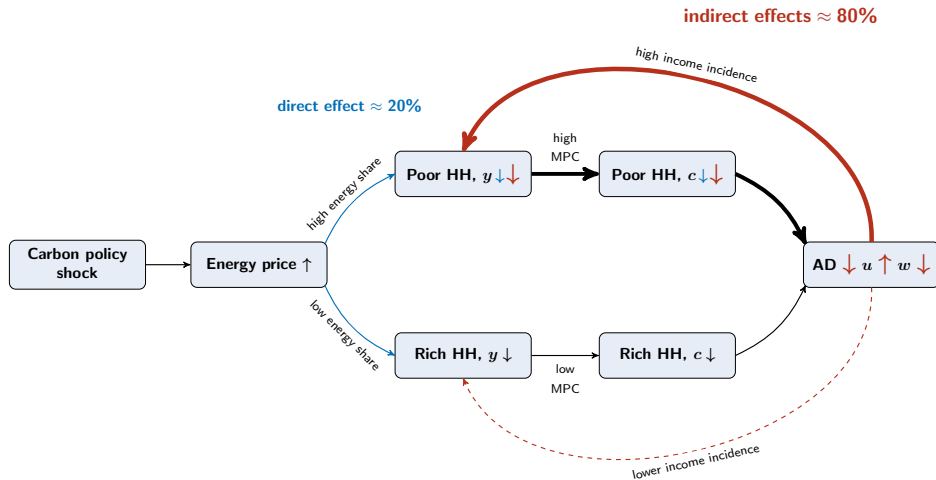 indirect effects ≈ 80%
high income incidence
direct effect ≈ 20%
high energy share
Poor HH, y ↓↓
high
MPC
Poor HH, c ↓↓
Carbon policy
shock
Energy price ↑
AD ↓ u ↑ w ↓
low energy share
Rich HH, y ↓
low
MPC
Rich HH, c ↓
lower income incidence